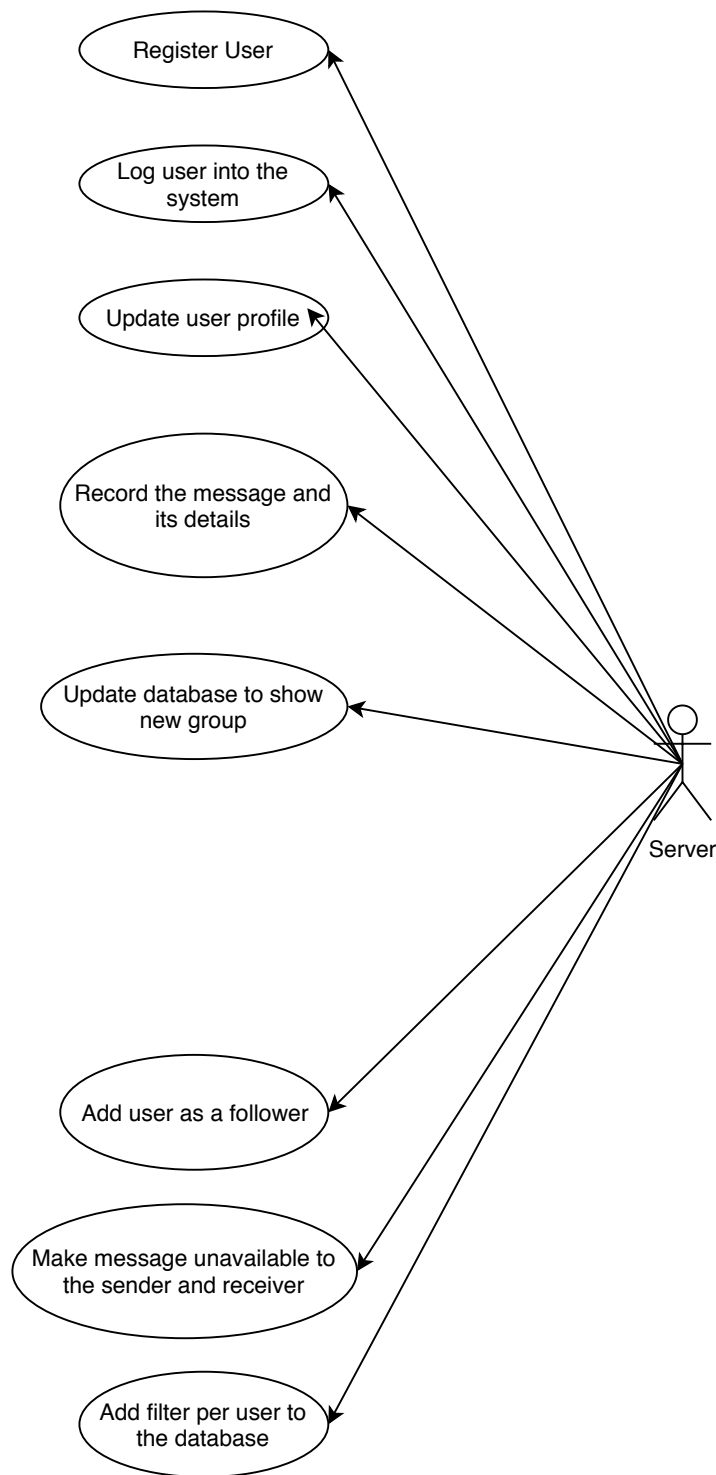 Register User
Log user into the
system
Update user profile
Record the message and
its details
Update database to show
new group
Server
Add user as a follower
Make message unavailable to
the sender and receiver
Add filter per user to
the database